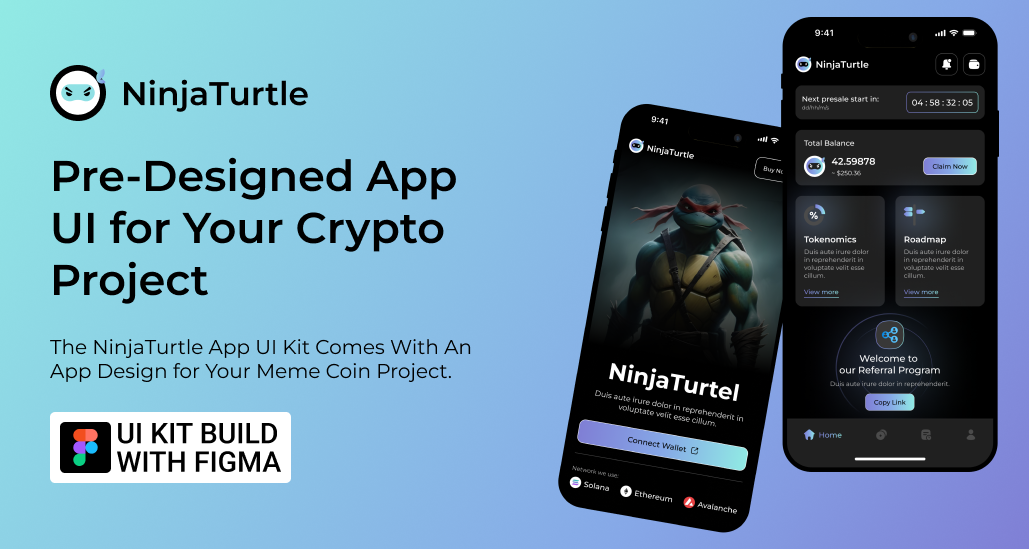 NinjaTurtle
Pre-Designed App
UI for Your Crypto
Project
The NinjaTurtle App UI Kit Comes With An
App Design for Your Meme Coin Project.
UI KIT BUILD
WITH FIGMA
9:41
NinjaTurtle
Buy No
NinjaTurtel
Duis aute irure dolor in reprehenderit in
voluptate velit esse cillum.
Connect Wallet
Network we use:
Solana
Ethereum
Avalanche
9:41
NinjaTurtle
Next presale start in:
dd/hh/m/s
04 : 58 : 32 : 05
Total Balance
42.59878
~ $250.36
Claim Now
%
Tokenomics
Duis aute irure dolor
in reprehenderit in
voluptate velit esse
cillum.
View more
Roadmap
Duis aute irure dolor
in reprehenderit in
voluptate velit esse
cillum.
View more
Welcome to
our Referral Program
Duis aute irure dolor in reprehenderit.
Copy Link
Home